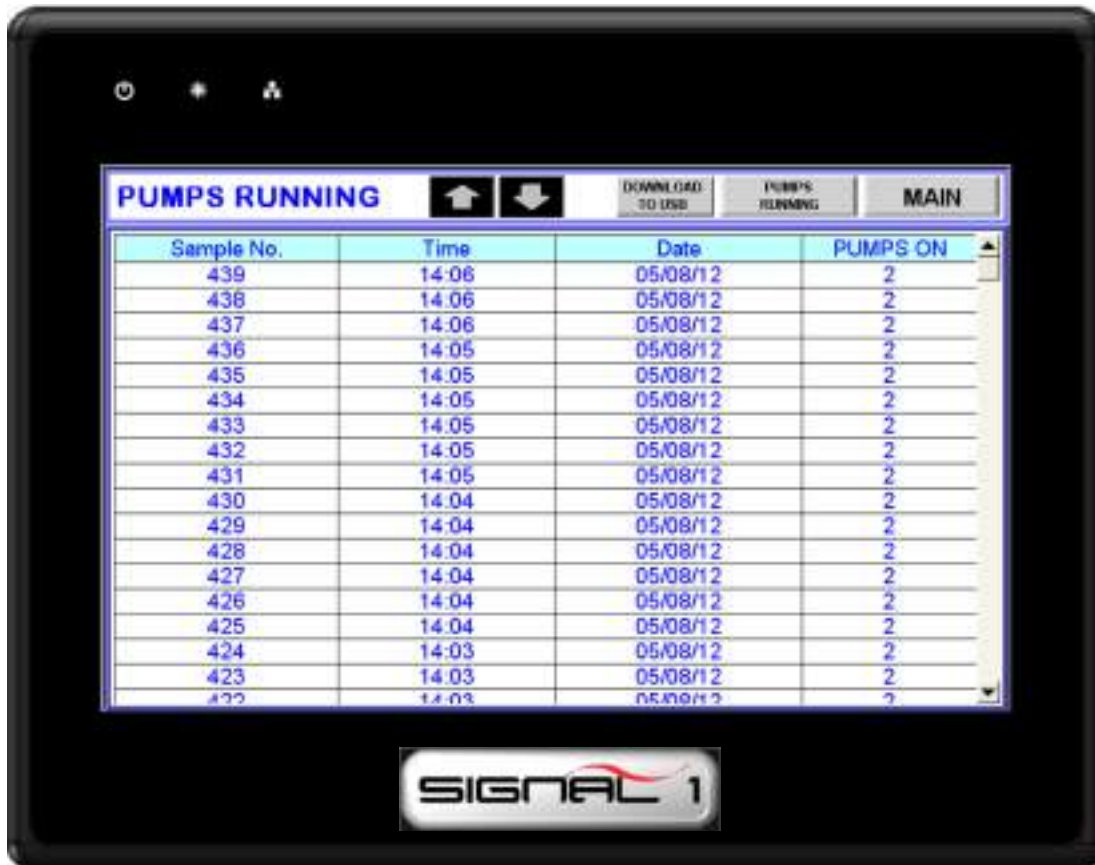 PUMPS RUNNING DOWNLOAD TO USB PUMPS RUNNING MAIN
Sample No. Time Date PUMPS ON
439 14:06 05/08/12 2
438 14:06 05/08/12 2
437 14:06 05/08/12 2
436 14:05 05/08/12 2
435 14:05 05/08/12 2
434 14:05 05/08/12 2
433 14:05 05/08/12 2
432 14:05 05/08/12 2
431 14:05 05/08/12 2
430 14:04 05/08/12 2
429 14:04 05/08/12 2
428 14:04 05/08/12 2
427 14:04 05/08/12 2
426 14:04 05/08/12 2
425 14:04 05/08/12 2
424 14:03 05/08/12 2
423 14:03 05/08/12 2
422 14:03 05/08/12 2
SIGNAL 1